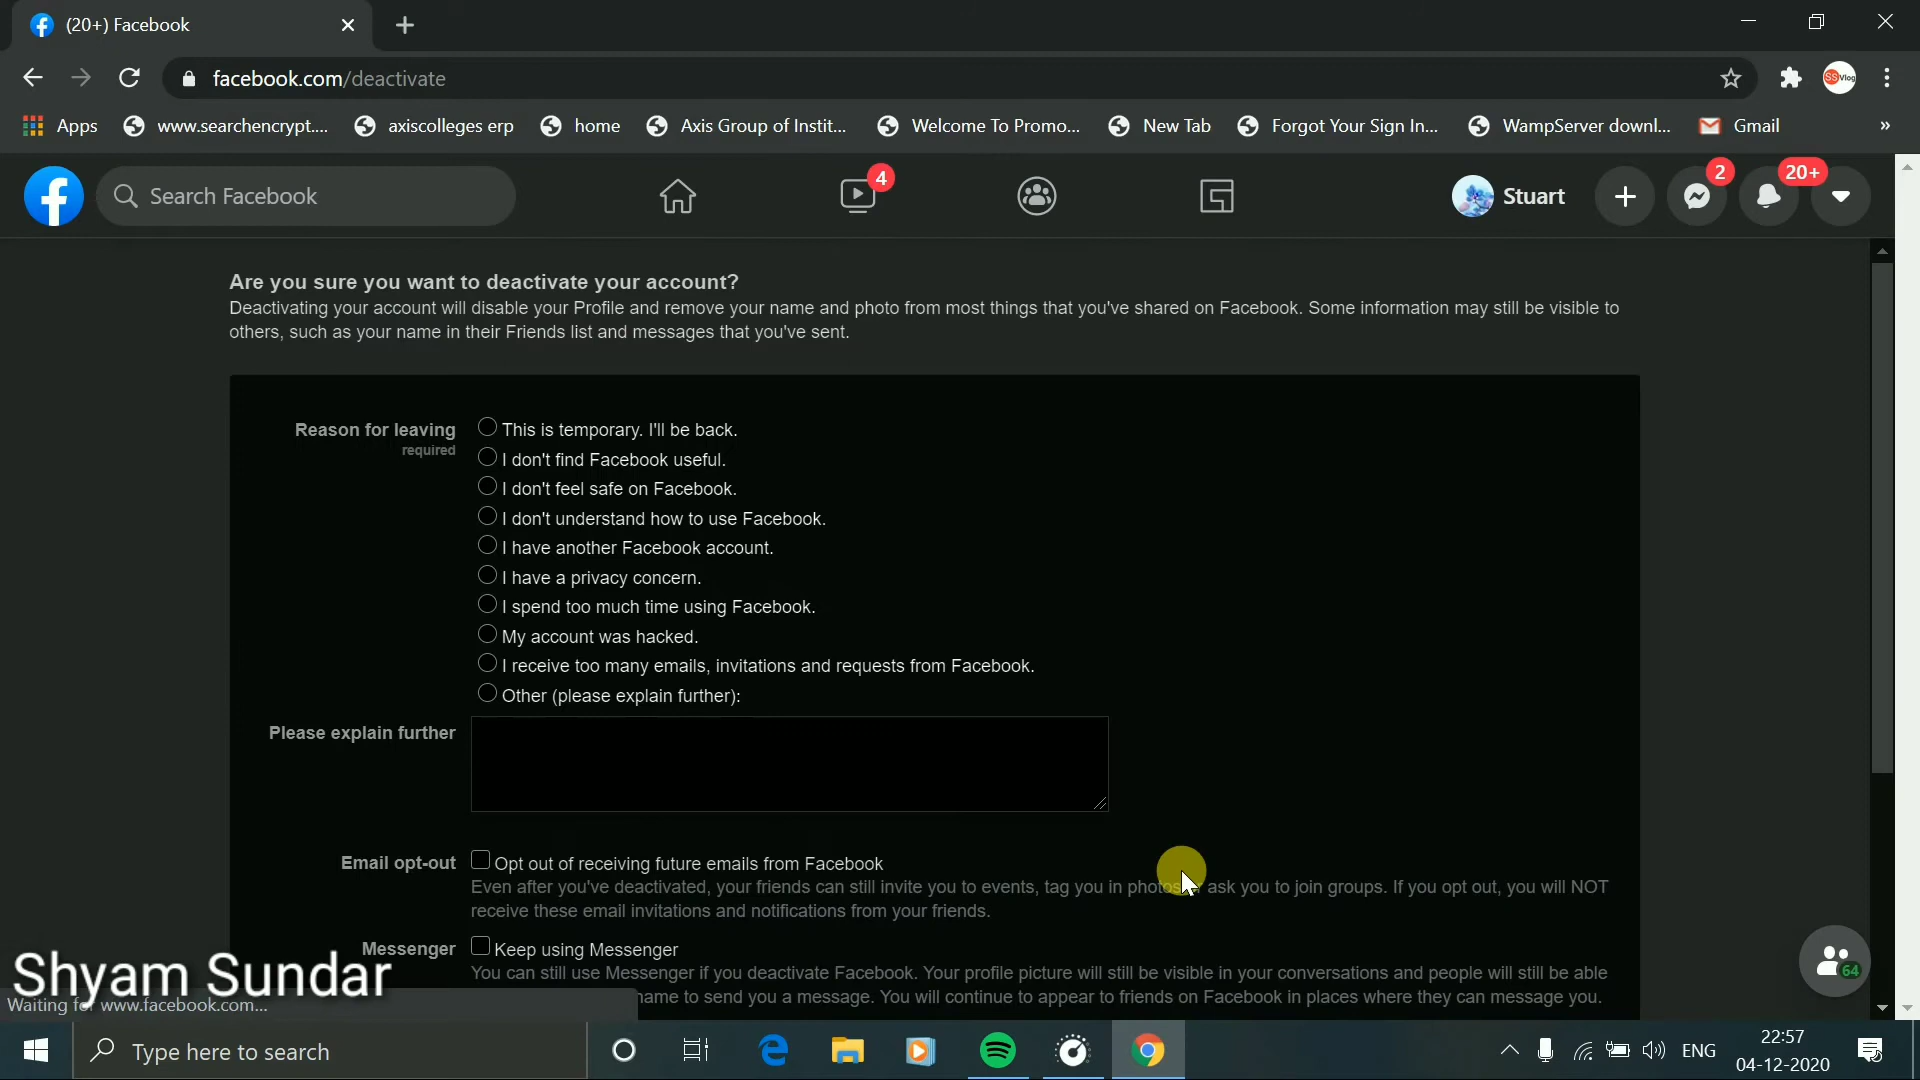 (20+) Facebook
facebook.com/deactivate
Apps
www.searchencrypt....
axiscolleges erp
home
Axis Group of Instit...
Welcome To Promo...
New Tab
Forgot Your Sign In...
WampServer downl...
Gmail
»
SS Vlog
Search Facebook
4
Stuart
2
20+
Are you sure you want to deactivate your account?
Deactivating your account will disable your Profile and remove your name and photo from most things that you've shared on Facebook. Some information may still be visible to
others, such as your name in their Friends list and messages that you've sent.
Reason for leaving
required
This is temporary. I'll be back.
I don't find Facebook useful.
I don't feel safe on Facebook.
I don't understand how to use Facebook.
I have another Facebook account.
I have a privacy concern.
I spend too much time using Facebook.
My account was hacked.
I receive too many emails, invitations and requests from Facebook.
Other (please explain further):
Please explain further
Email opt-out
Opt out of receiving future emails from Facebook
Even after you've deactivated, your friends can still invite you to events, tag you in photos ask you to join groups. If you opt out, you will NOT
receive these email invitations and notifications from your friends.
Messenger
Keep using Messenger
You can still use Messenger if you deactivate Facebook. Your profile picture will still be visible in your conversations and people will still be able
name to send you a message. You will continue to appear to friends on Facebook in places where they can message you.
64
Shyam Sundar
Waiting for www.facebook.com...
Type here to search
ENG
22:57
04-12-2020